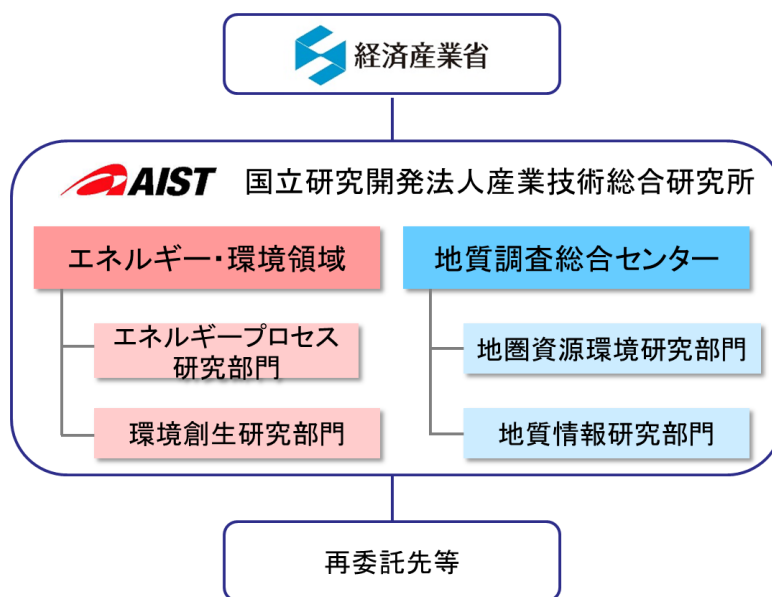 経済産業省
AIST 国立研究開発法人産業技術総合研究所
エネルギー・環境領域
地質調査総合センター
エネルギープロセス
研究部門
地圏資源環境研究部門
環境創生研究部門
地質情報研究部門
再委託先等